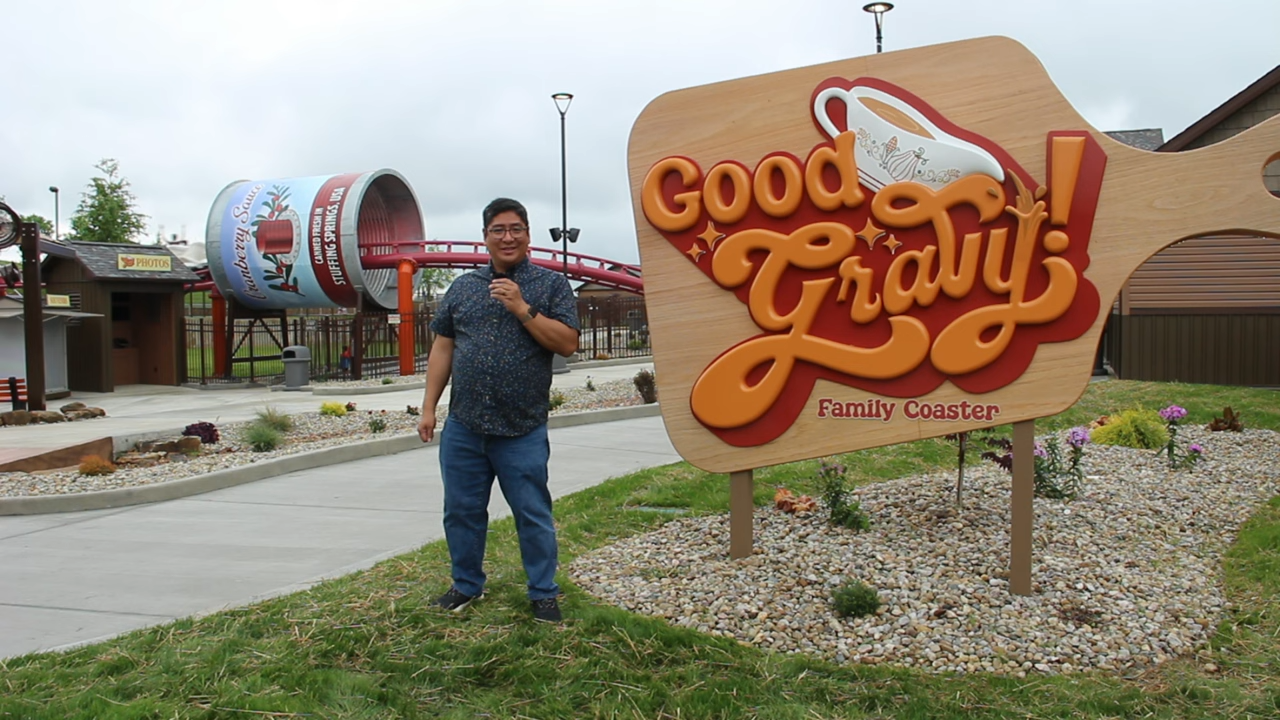 PHOTOS
Cranberry Sauce
CANNED FRESH IN
STUFFING SPRINGS, USA
Good
Gravy!
Family Coaster